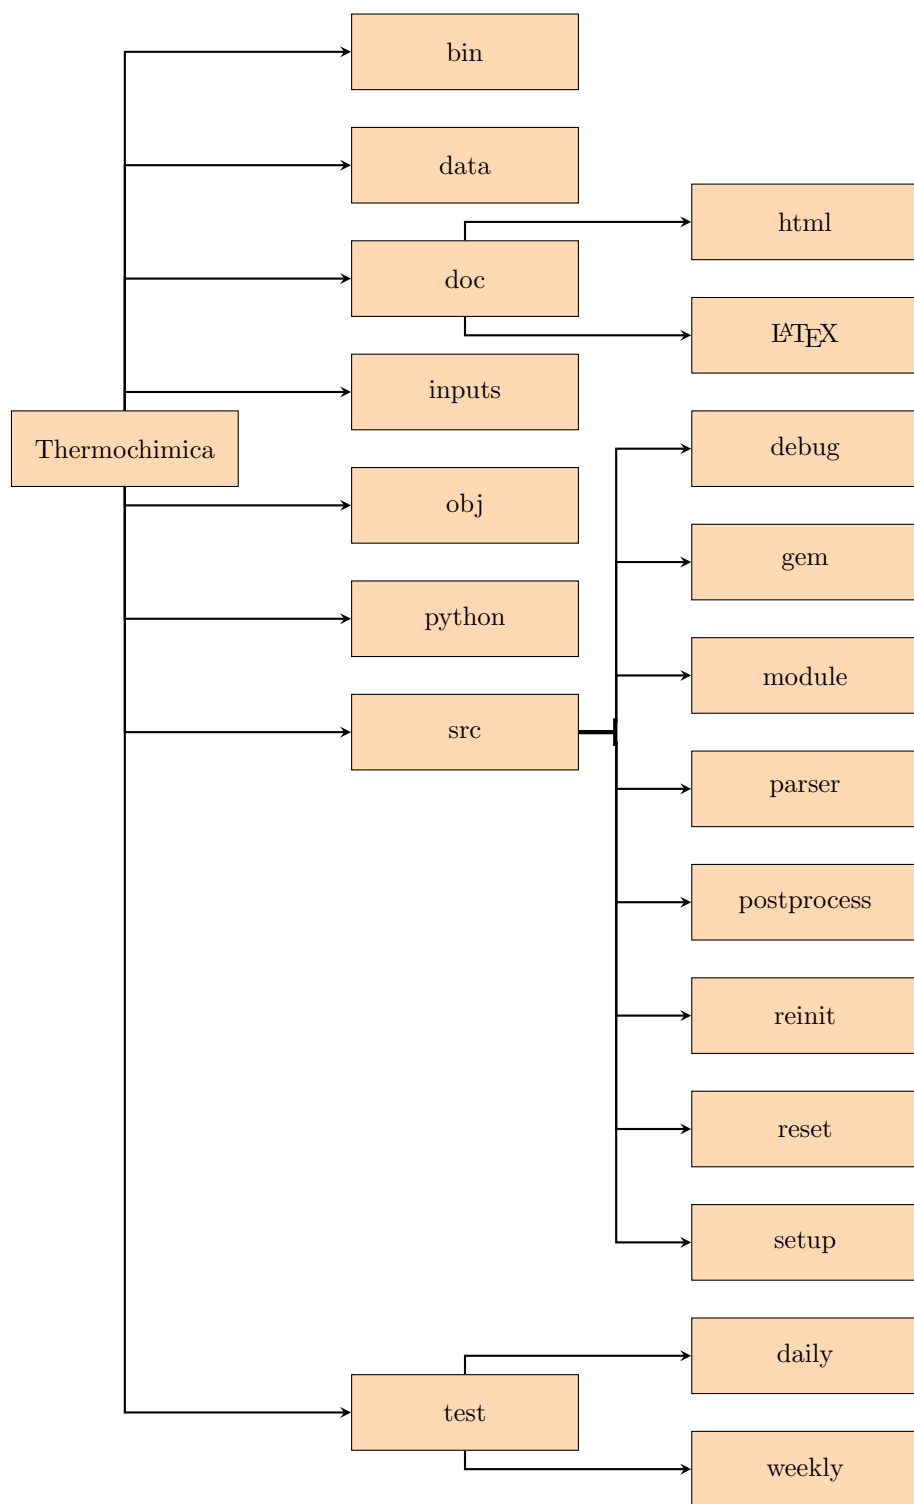 bin
data
html
doc
LATEX
inputs
debug
Thermochimica
obj
gem
python
module
src
parser
postprocess
reinit
reset
setup
daily
test
weekly